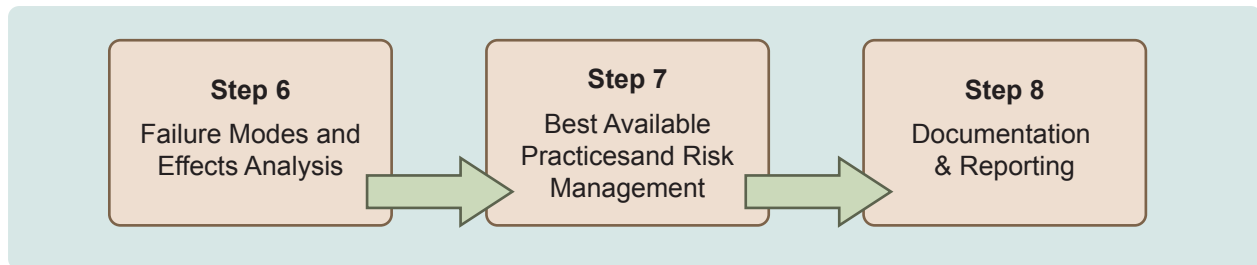 Step 6
Failure Modes and
Effects Analysis
Step 7
Best Available
Practicesand Risk
Management
Step 8
Documentation
& Reporting